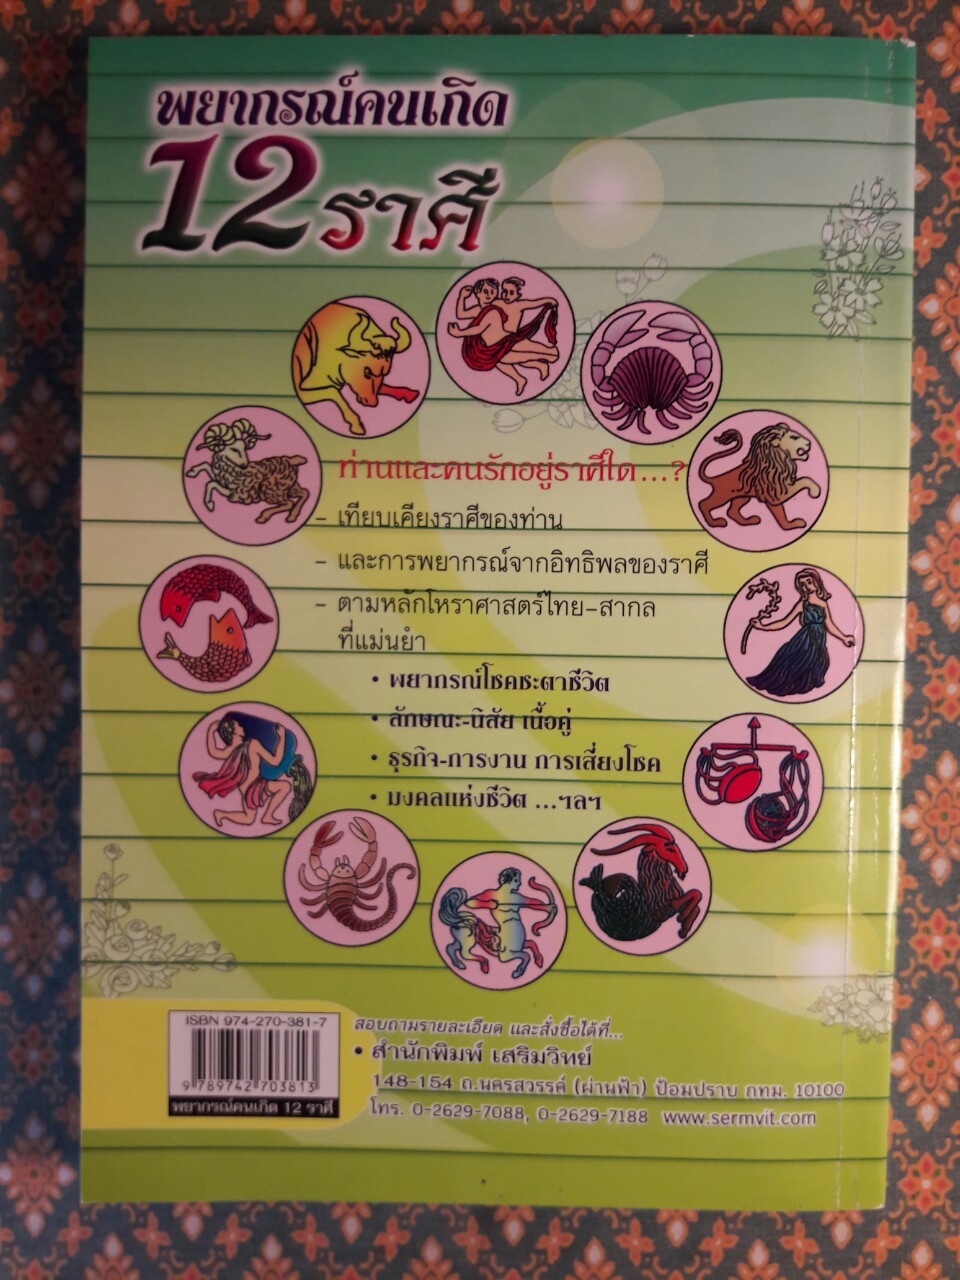 พยากรณ์คนเกิด
12 ราศี
ท่านและคนรักอยู่ราศีใด...?
- เทียบเคียงราศีของท่าน
- และการพยากรณ์จากอิทธิพลของราศี
- ตามหลักโหราศาสตร์ไทย-สากล
ที่แม่นยำ
• พยากรณ์โชคชะตาชีวิต
• ลักษณะ-นิสัย เนื้อคู่
• ธุรกิจ-การงาน การเสี่ยงโชค
• มงคลแห่งชีวิต ...ฯลฯ
ISBN 974-270-381-7
9 789742 703813
พยากรณ์คนเกิด 12 ราศี
สอบถามรายละเอียด และสั่งซื้อได้ที่...
• สำนักพิมพ์ เสริมวิทย์
148-154 ถ.นครสวรรค์ (ผ่านฟ้า) ป้อมปราบ กทม. 10100
โทร. 0-2629-7088, 0-2629-7188 www.sermvit.com